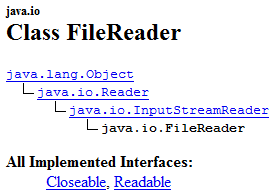 java.io
Class FileReader
java.lang.Object
java.io.Reader
java.io.InputStreamReader
java.io.FileReader
All Implemented Interfaces:
Closeable, Readable